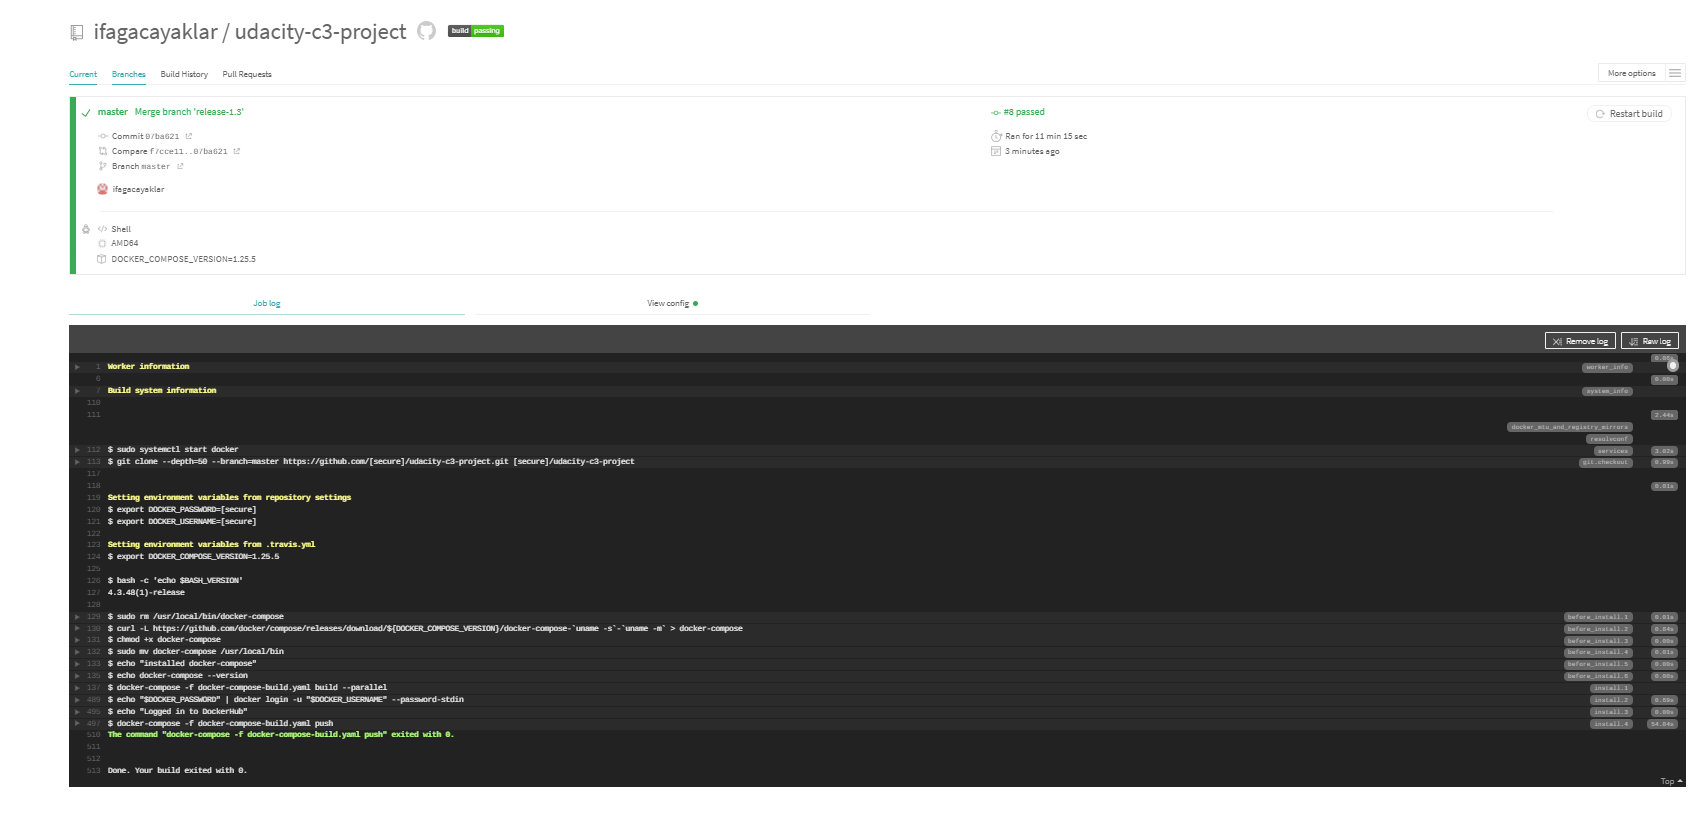 ifagacayaklar / udacity-c3-project build passing
Current Branches Build History Pull Requests More options
master Merge branch 'release-1.3' #8 passed Restart build
Commit 07ba621 Ran for 11 min 15 sec
Compare f7cce11..07ba621 3 minutes ago
Branch master
ifagacayaklar
Shell
AMD64
DOCKER_COMPOSE_VERSION=1.25.5
Job log View config
Remove log Raw log
1 Worker information worker_info
6 0.00s
7 Build system information system_info
110
111 2.44s
docker_mtu_and_registry_mirrors
resolvconf
112 $ sudo systemctl start docker services 3.02s
113 $ git clone --depth=50 --branch=master https://github.com/[secure]/udacity-c3-project.git [secure]/udacity-c3-project git.checkout
117
118 0.01s
119 Setting environment variables from repository settings
120 $ export DOCKER_PASSWORD=[secure]
121 $ export DOCKER_USERNAME=[secure]
122
123 Setting environment variables from .travis.yml
124 $ export DOCKER_COMPOSE_VERSION=1.25.5
125
126 $ bash -c 'echo $BASH_VERSION'
127 4.3.48(1)-release
128
129 $ sudo rm /usr/local/bin/docker-compose before_install.1 0.01s
130 $ curl -L https://github.com/docker/compose/releases/download/${DOCKER_COMPOSE_VERSION}/docker-compose-`uname -s`-`uname -m` > docker-compose before_install.2
131 $ chmod +x docker-compose before_install.3 0.00s
132 $ sudo mv docker-compose /usr/local/bin before_install.4 0.01s
133 $ echo "installed docker-compose" before_install.5 0.00s
135 $ echo docker-compose --version before_install.6 0.00s
137 $ docker-compose -f docker-compose-build.yaml build --parallel install.1
489 $ echo "$DOCKER_PASSWORD" | docker login -u "$DOCKER_USERNAME" --password-stdin install.2
495 $ echo "Logged in to DockerHub" install.3 0.00s
497 $ docker-compose -f docker-compose-build.yaml push install.4 54.04s
510 The command "docker-compose -f docker-compose-build.yaml push" exited with 0.
511
512
513 Done. Your build exited with 0.
Top